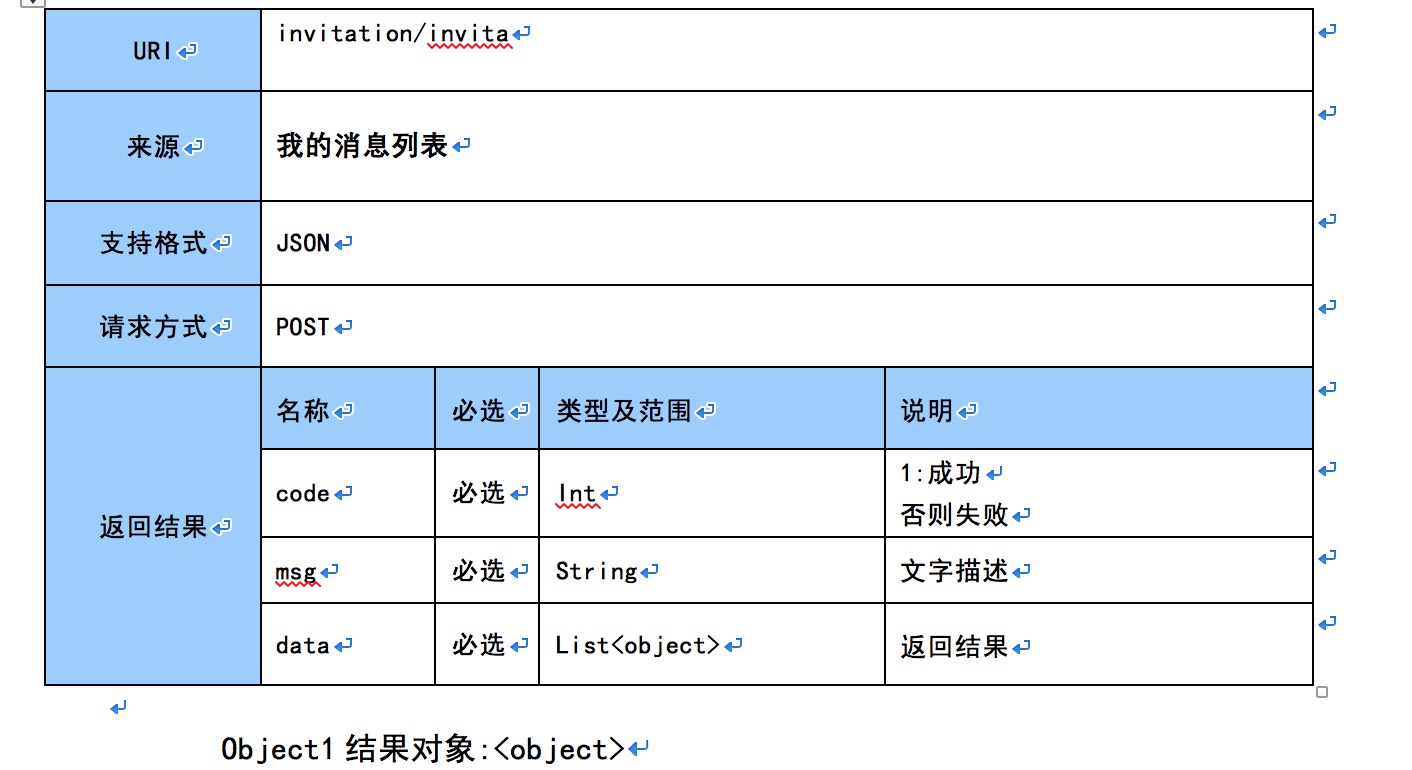 URI
invitation/invita
来源
我的消息列表
支持格式
JSON
请求方式
POST
返回结果
名称 必选 类型及范围 说明
code 必选 Int 1:成功
否则失败
msg 必选 String 文字描述
data 必选 List<object> 返回结果
Object1 结果对象:<object>